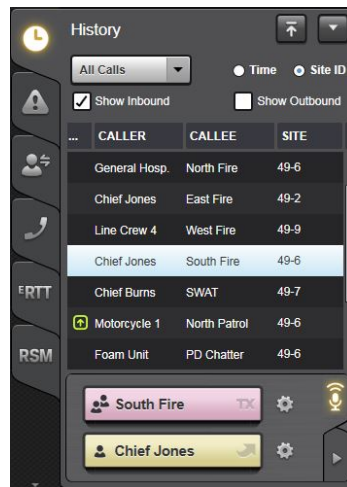 History
All Calls
Time
Site ID
Show Inbound
Show Outbound
... CALLER CALLEE SITE
General Hosp. North Fire 49-6
Chief Jones East Fire 49-2
Line Crew 4 West Fire 49-9
Chief Jones South Fire 49-6
ERTT Chief Burns SWAT 49-7
Motorcycle 1 North Patrol 49-6
RSM Foam Unit PD Chatter 49-6
South Fire TX
Chief Jones